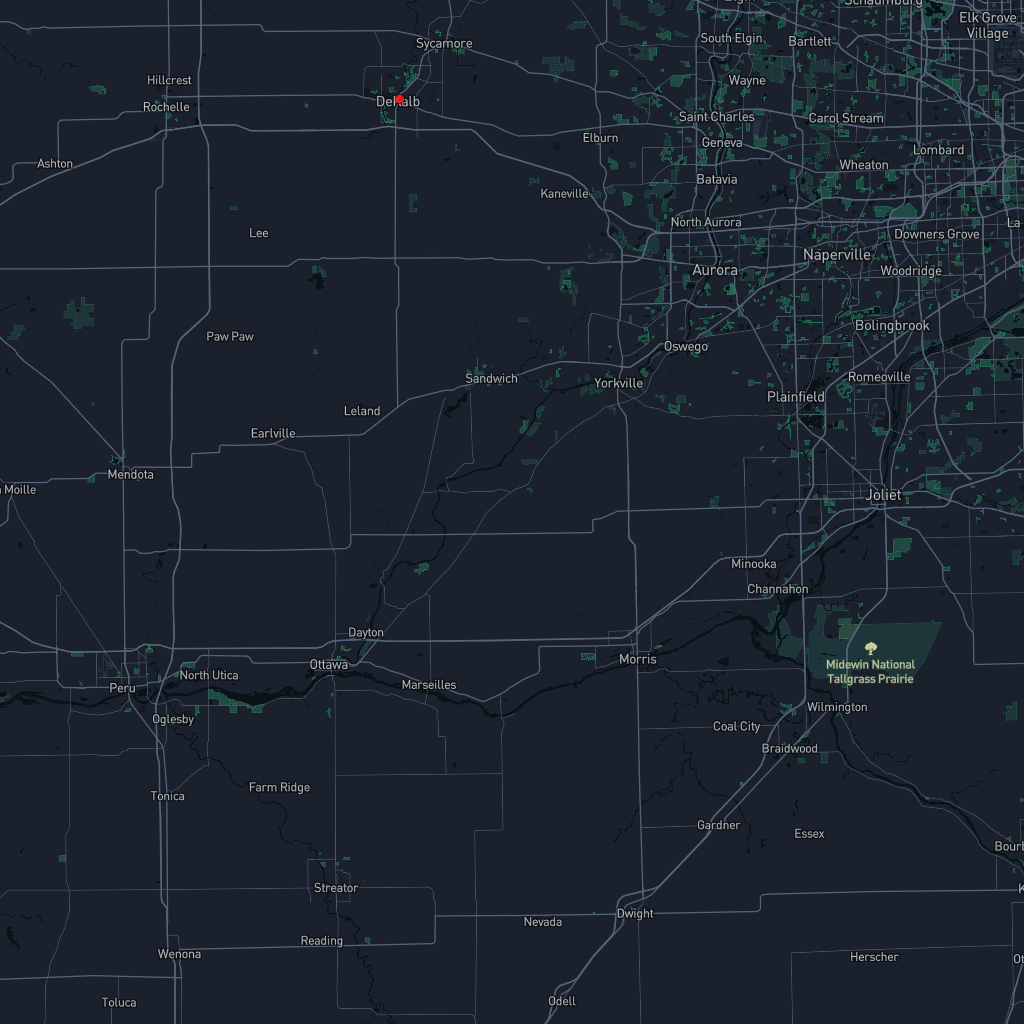 Schaumburg
Elk Grove
Village
South Elgin
Bartlett
Sycamore
Hillcrest
Wayne
Rochelle
DeKalb
Saint Charles
Carol Stream
Elburn
Geneva
Lombard
Ashton
Wheaton
Batavia
Kaneville
North Aurora
La
Lee
Downers Grove
Naperville
Aurora
Woodridge
Bolingbrook
Paw Paw
Oswego
Sandwich
Yorkville
Romeoville
Plainfield
Leland
Earlville
Mendota
Moille
Joliet
Minooka
Channahon
Dayton
Ottawa
Morris
Midewin National
Tallgrass Prairie
North Utica
Peru
Marseilles
Wilmington
Oglesby
Coal City
Braidwood
Farm Ridge
Tonica
Gardner
Essex
Bourb
Streator
K
Dwight
Nevada
Reading
Wenona
Herscher
Ot
Toluca
Odell